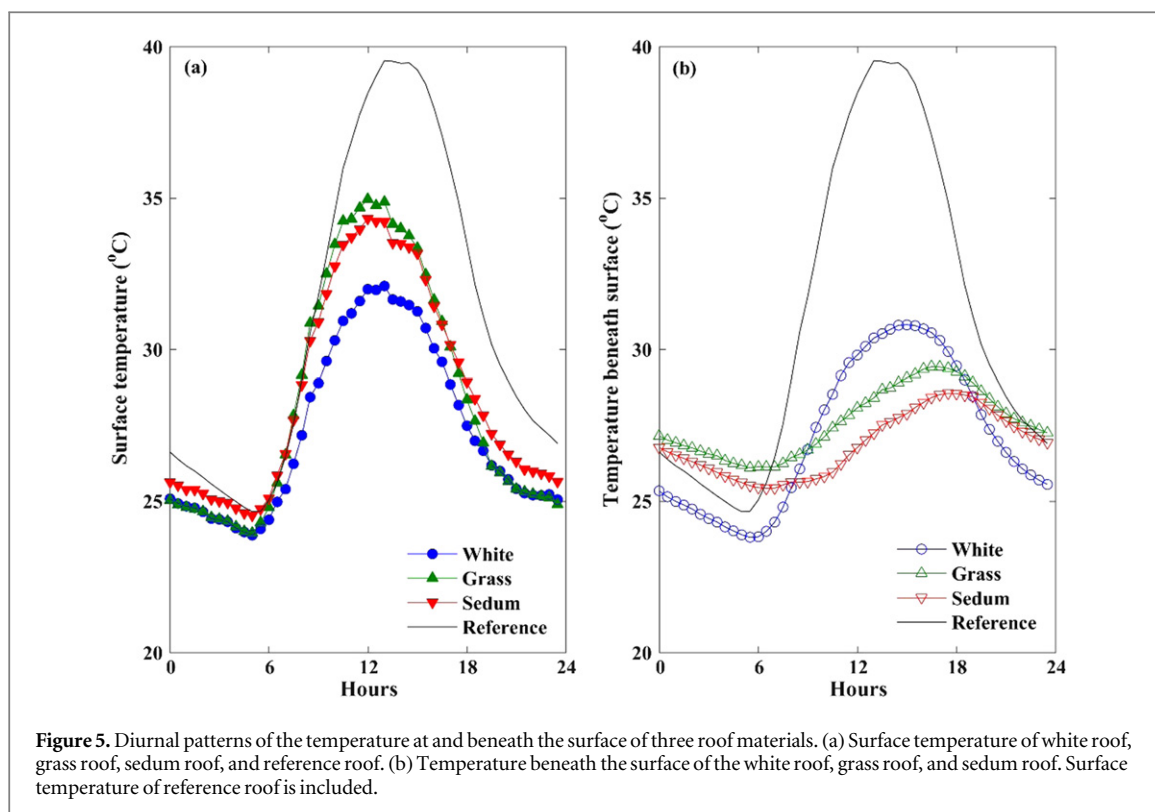 (a)
40
35
30
25
20
Surface temperature (°C)
0 6 12 18 24
Hours
White
Grass
Sedum
Reference
(b)
40
35
30
25
20
Temperature beneath surface (°C)
0 6 12 18 24
Hours
White
Grass
Sedum
Reference
Figure 5. Diurnal patterns of the temperature at and beneath the surface of three roof materials. (a) Surface temperature of white roof,
grass roof, sedum roof, and reference roof. (b) Temperature beneath the surface of the white roof, grass roof, and sedum roof. Surface
temperature of reference roof is included.